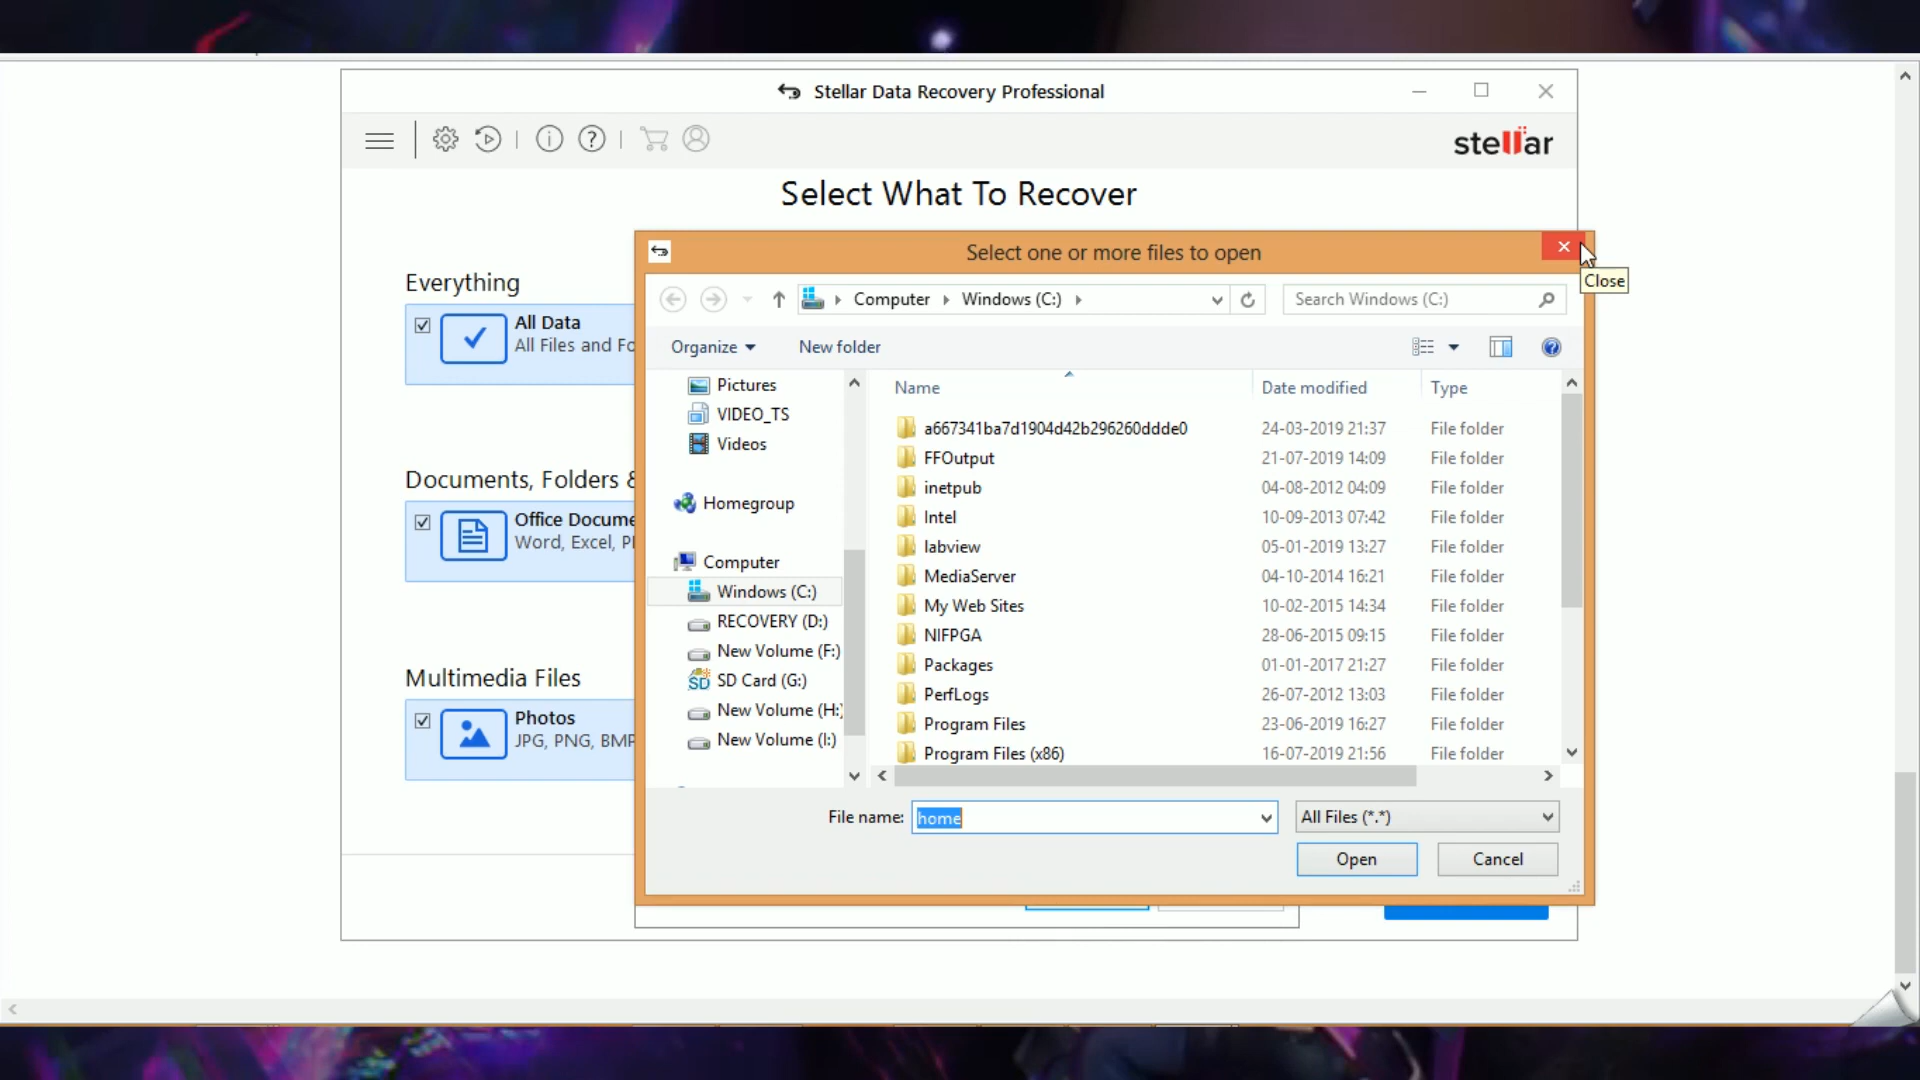 Stellar Data Recovery Professional
stellar
Select What To Recover
Everything
All Data
All Files and Fo
Documents, Folders &
Office Docume
Word, Excel, P
Multimedia Files
Photos
JPG, PNG, BMP
Select one or more files to open
Close
Computer Windows (C:)
Search Windows (C:)
Organize New folder
Pictures
VIDEO_TS
Videos
Homegroup
Computer
Windows (C:)
RECOVERY (D:)
New Volume (F:)
SD Card (G:)
New Volume (H:)
New Volume (I:)
Name Date modified Type
a667341ba7d1904d42b296260ddde0 24-03-2019 21:37 File folder
FFOutput 21-07-2019 14:09 File folder
inetpub 04-08-2012 04:09 File folder
Intel 10-09-2013 07:42 File folder
labview 05-01-2019 13:27 File folder
MediaServer 04-10-2014 16:21 File folder
My Web Sites 10-02-2015 14:34 File folder
NIFPGA 28-06-2015 09:15 File folder
Packages 01-01-2017 21:27 File folder
PerfLogs 26-07-2012 13:03 File folder
Program Files 23-06-2019 16:27 File folder
Program Files (x86) 16-07-2019 21:56 File folder
File name: home All Files (*.*)
Open Cancel